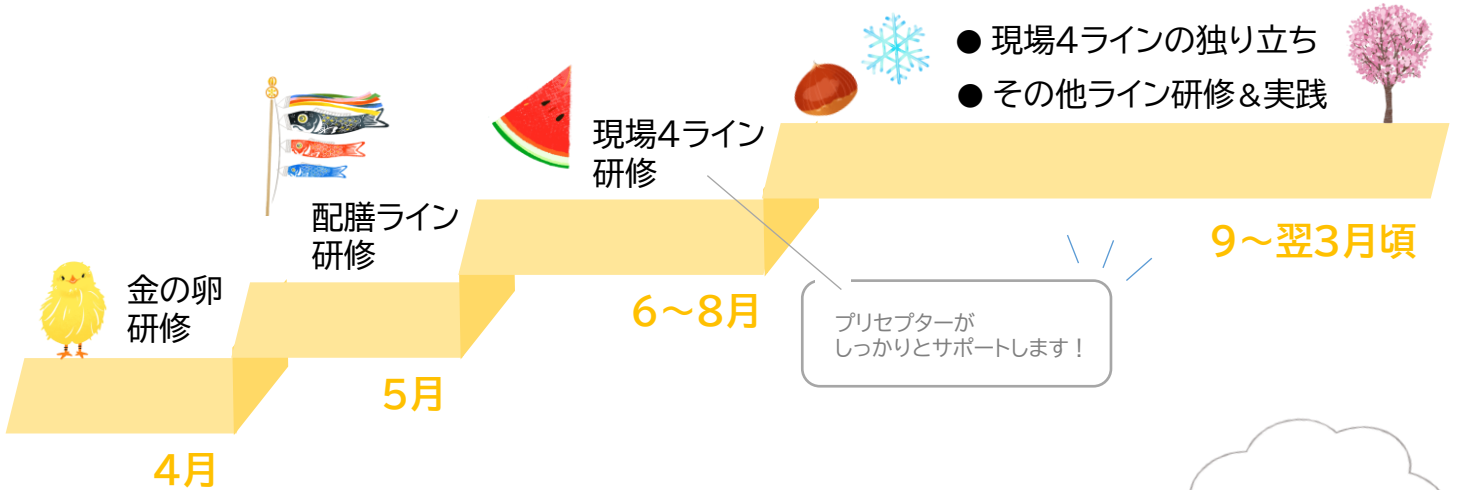 金の卵
研修
4月
配膳ライン
研修
5月
現場4ライン
研修
6〜8月
プリセプターが
しっかりとサポートします！
● 現場4ラインの独り立ち
● その他ライン研修＆実践
9〜翌3月頃